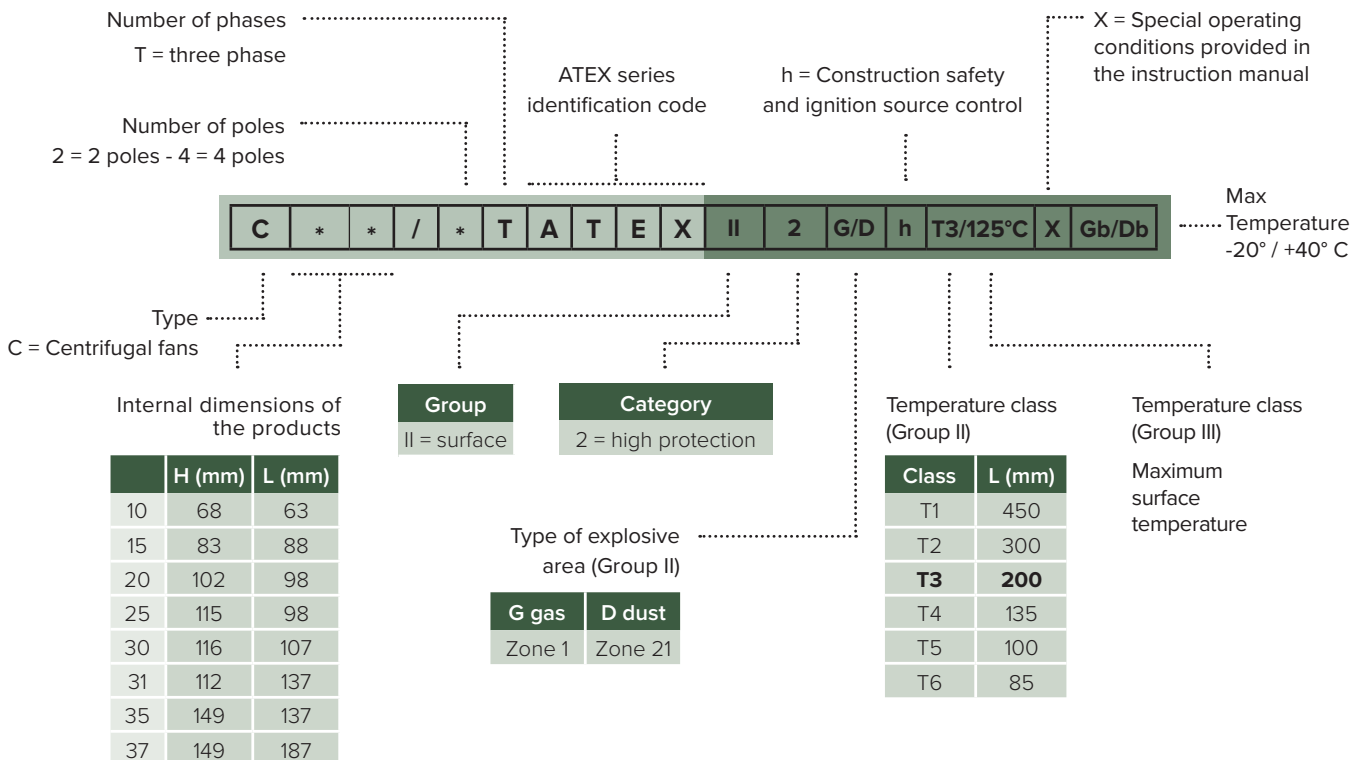 Number of phases
T = three phase
Number of poles
2 = 2 poles - 4 = 4 poles
ATEX series
identification code
h = Construction safety
and ignition source control
X = Special operating
conditions provided in
the instruction manual
C * * / * T A T E X II 2 G/D h T3/125°C X Gb/Db
Max
Temperature
-20° / +40° C
Type
C = Centrifugal fans
Internal dimensions of
the products
H (mm) L (mm)
10 68 63
15 83 88
20 102 98
25 115 98
30 116 107
31 112 137
35 149 137
37 149 187
Group
II = surface
Category
2 = high protection
Type of explosive
area (Group II)
G gas D dust
Zone 1 Zone 21
Temperature class
(Group II)
Class L (mm)
T1 450
T2 300
T3 200
T4 135
T5 100
T6 85
Temperature class
(Group III)
Maximum
surface
temperature